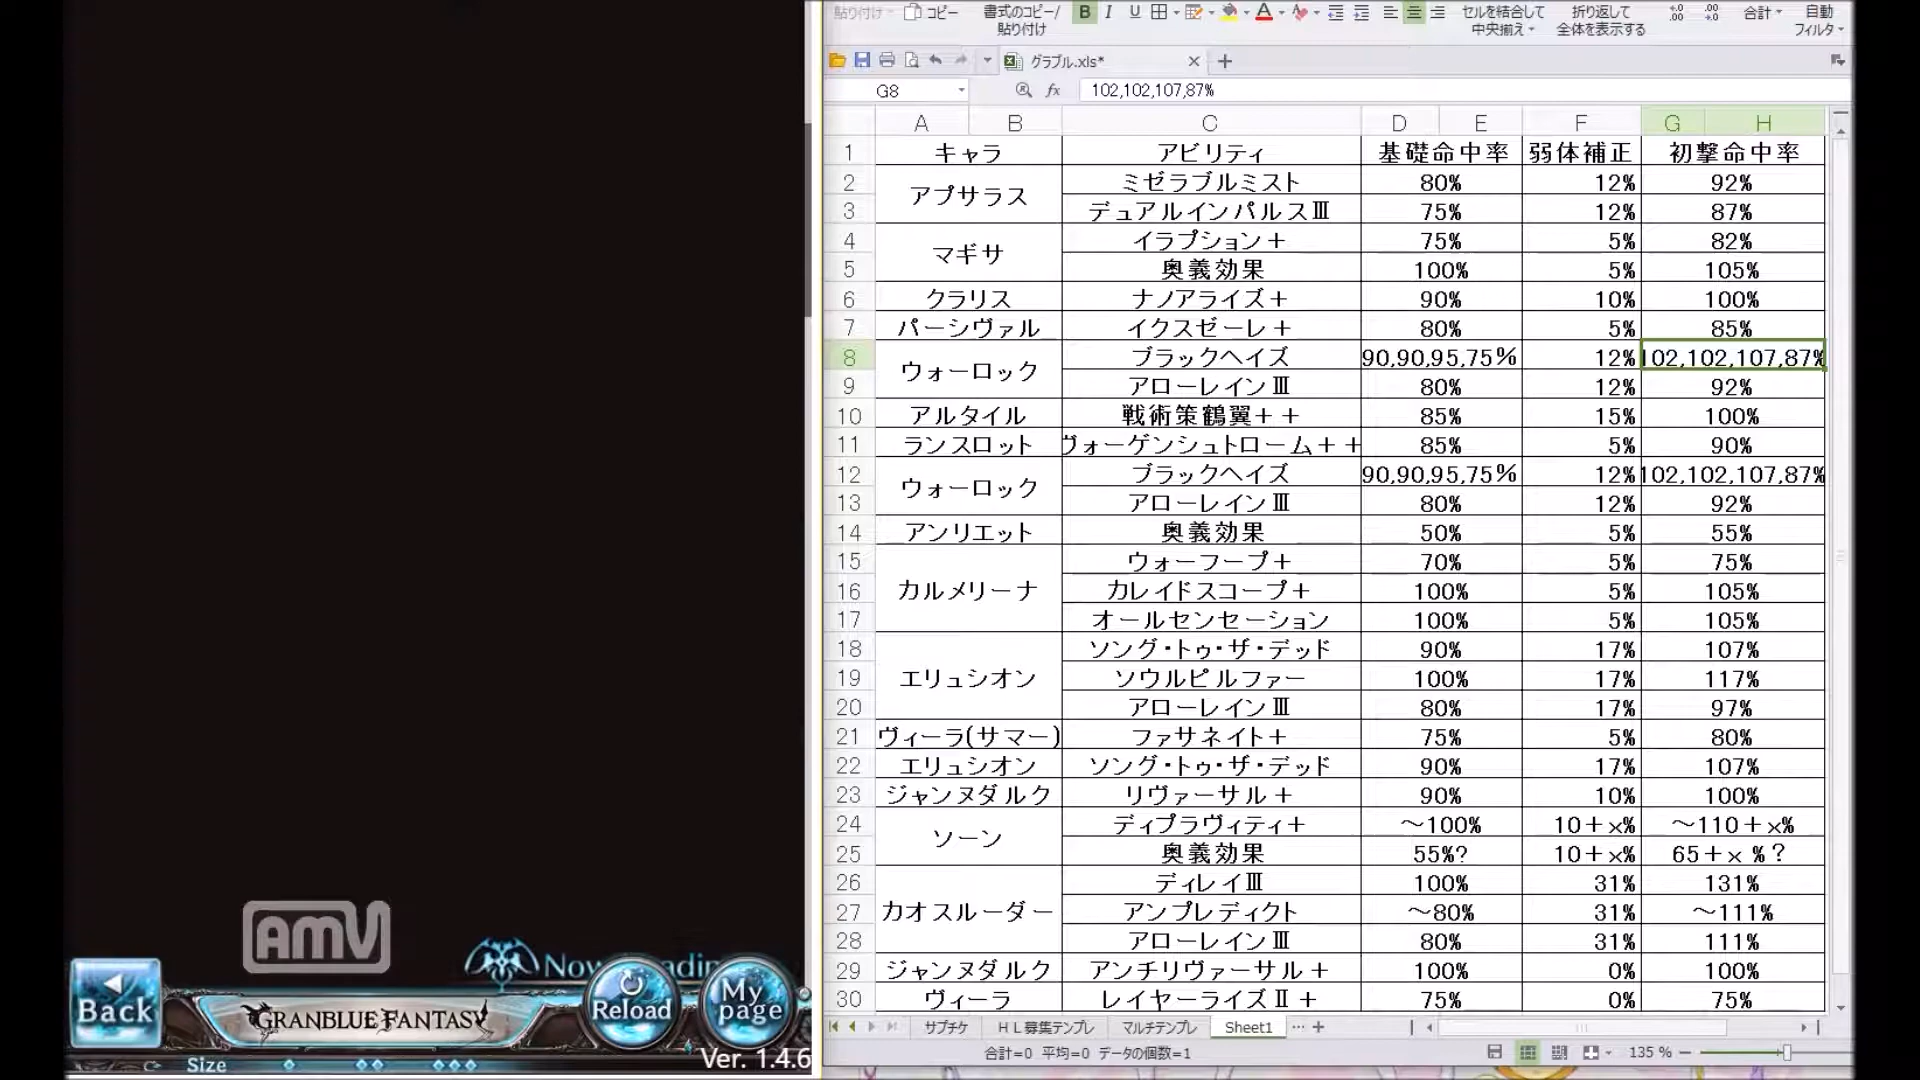 貼り付け コピー 書式のコピー/ B I U A セルを結合して 折り返して 合計 自動
貼り付け 中央揃え 全体を表示する フィルタ
グラブル.xls*
G8 fx 102,102,107,87%
A B C D E F G H
1 キャラ アビリティ 基礎命中率 弱体補正 初撃命中率
2 アプサラス ミゼラブルミスト 80% 12% 92%
3 デュアルインパルスⅢ 75% 12% 87%
4 マギサ イラプション＋ 75% 5% 82%
5 奥義効果 100% 5% 105%
6 クラリス ナノアライズ＋ 90% 10% 100%
7 パーシヴァル イクスゼーレ＋ 80% 5% 85%
8 ウォーロック ブラックヘイズ 90,90,95,75% 12% 102,102,107,87%
9 アローレインⅢ 80% 12% 92%
10 アルタイル 戦術策鶴翼＋＋ 85% 15% 100%
11 ランスロット ヴォーゲンシュトローム＋＋ 85% 5% 90%
12 ウォーロック ブラックヘイズ 90,90,95,75% 12% 102,102,107,87%
13 アローレインⅢ 80% 12% 92%
14 アンリエット 奥義効果 50% 5% 55%
15 カルメリーナ ウォーフープ＋ 70% 5% 75%
16 カレイドスコープ＋ 100% 5% 105%
17 オールセンセーション 100% 5% 105%
18 エリュシオン ソング・トゥ・ザ・デッド 90% 17% 107%
19 ソウルピルファー 100% 17% 117%
20 アローレインⅢ 80% 17% 97%
21 ヴィーラ(サマー) ファサネイト＋ 75% 5% 80%
22 エリュシオン ソング・トゥ・ザ・デッド 90% 17% 107%
23 ジャンヌダルク リヴァーサル＋ 90% 10% 100%
24 ソーン ディプラヴィティ＋ ～100% 10＋x% ～110＋x%
25 奥義効果 55%? 10＋x% 65＋x %？
26 カオスルーダー ディレイⅢ 100% 31% 131%
27 アンプレディクト ～80% 31% ～111%
28 アローレインⅢ 80% 31% 111%
29 ジャンヌダルク アンチリヴァーサル＋ 100% 0% 100%
30 ヴィーラ レイヤーライズⅡ＋ 75% 0% 75%
サプチケ ＨＬ募集テンプレ マルチテンプレ Sheet1 ··· +
合計=0 平均=0 データの個数=1 135 %
AMV
Back GRANBLUE FANTASY Reload My page
Size Ver. 1.4.6